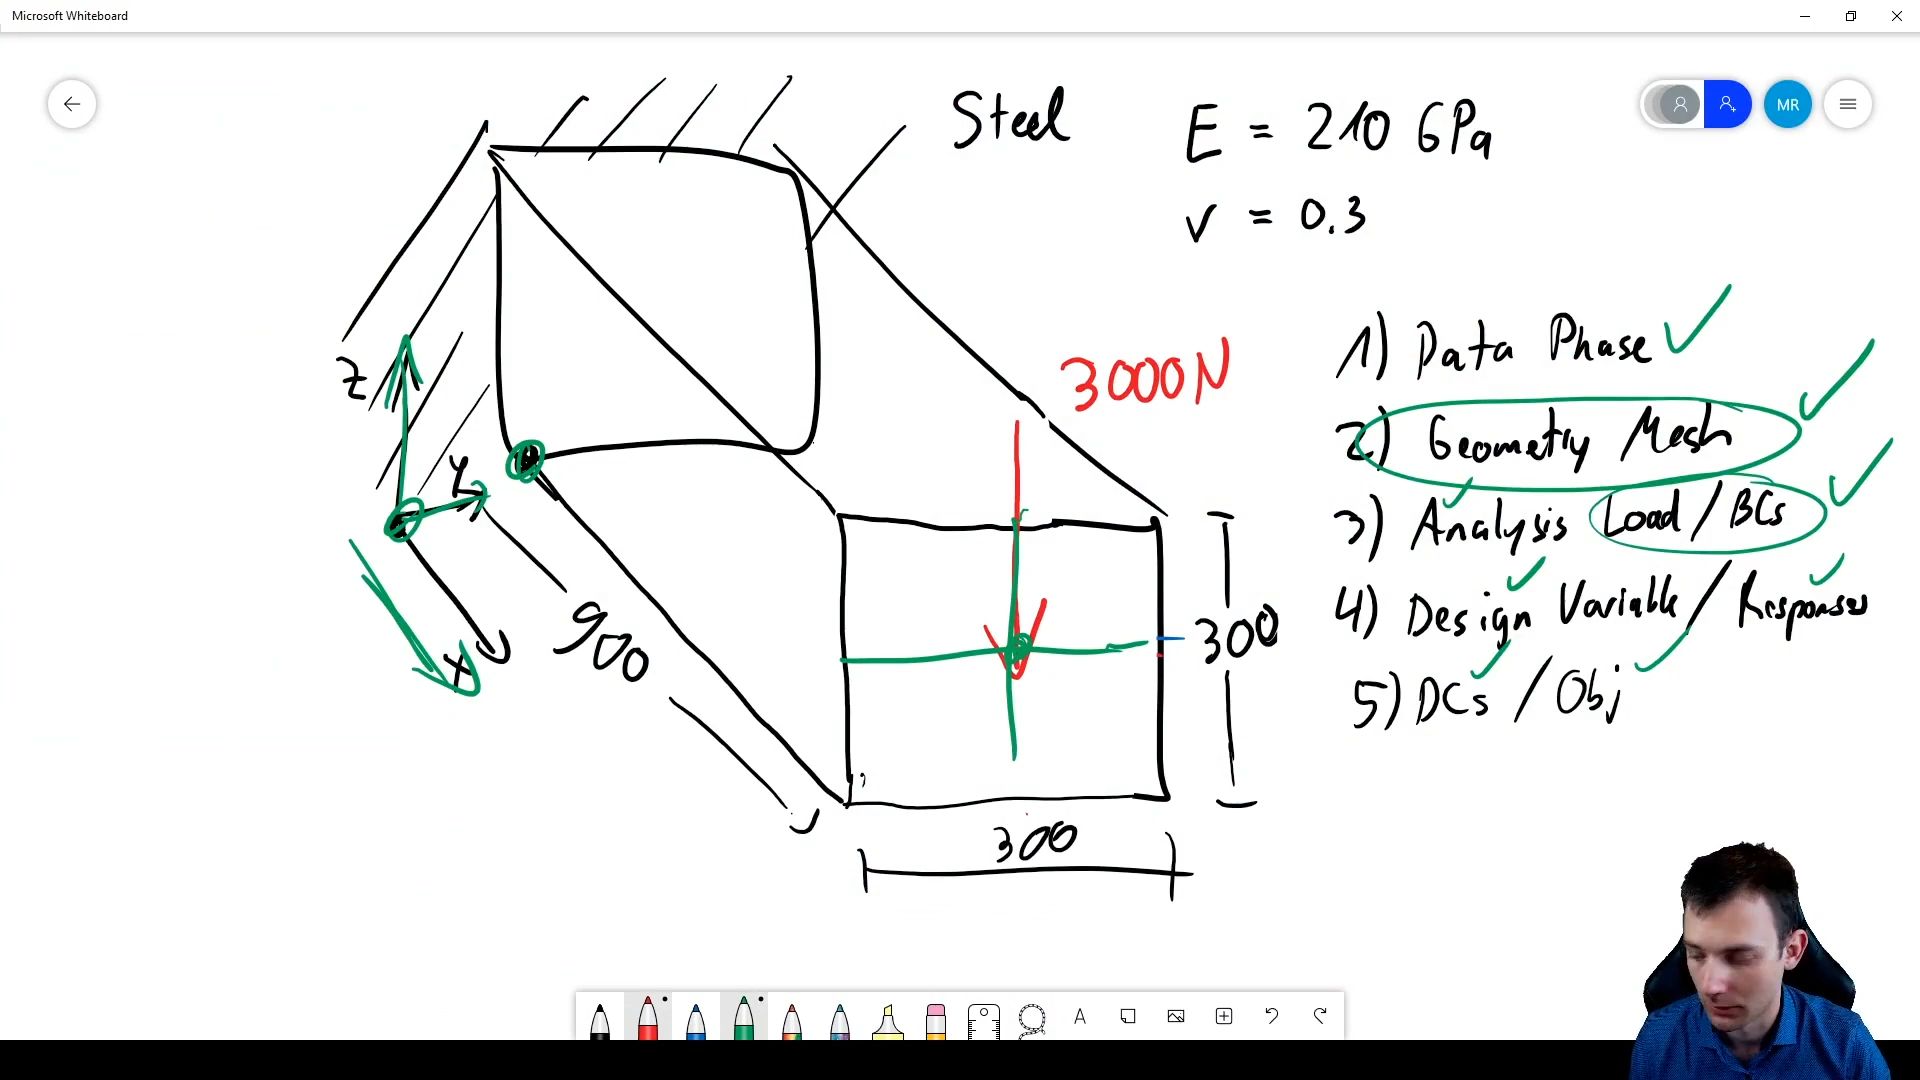 Microsoft Whiteboard
MR
Steel
E = 210 GPa
ν = 0.3
1) Data Phase
2) Geometry Mesh
3) Analysis Load / BCs
4) Design Variable / Responses
5) DCs / Obj
3000N
Z
Y
X
900
300
300
A